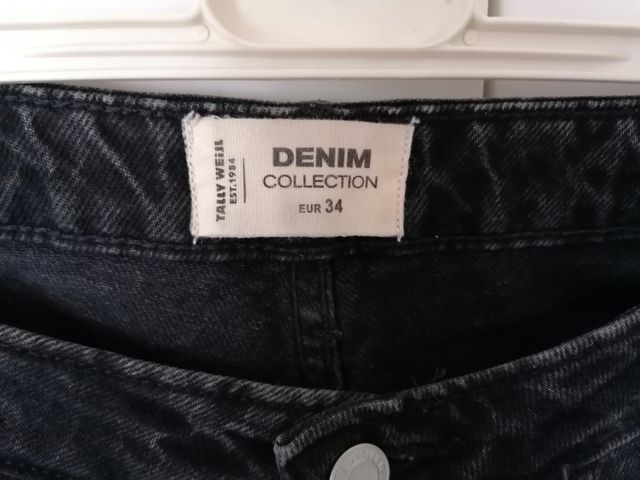 TALLY WEiJL
EST.1984
DENIM
COLLECTION
EUR 34